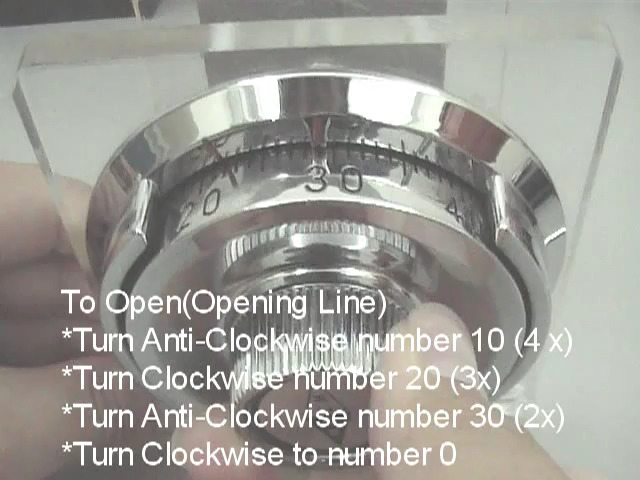 20 30 4
To Open(Opening Line)
*Turn Anti-Clockwise number 10 (4 x)
*Turn Clockwise number 20 (3x)
*Turn Anti-Clockwise number 30 (2x)
*Turn Clockwise to number 0